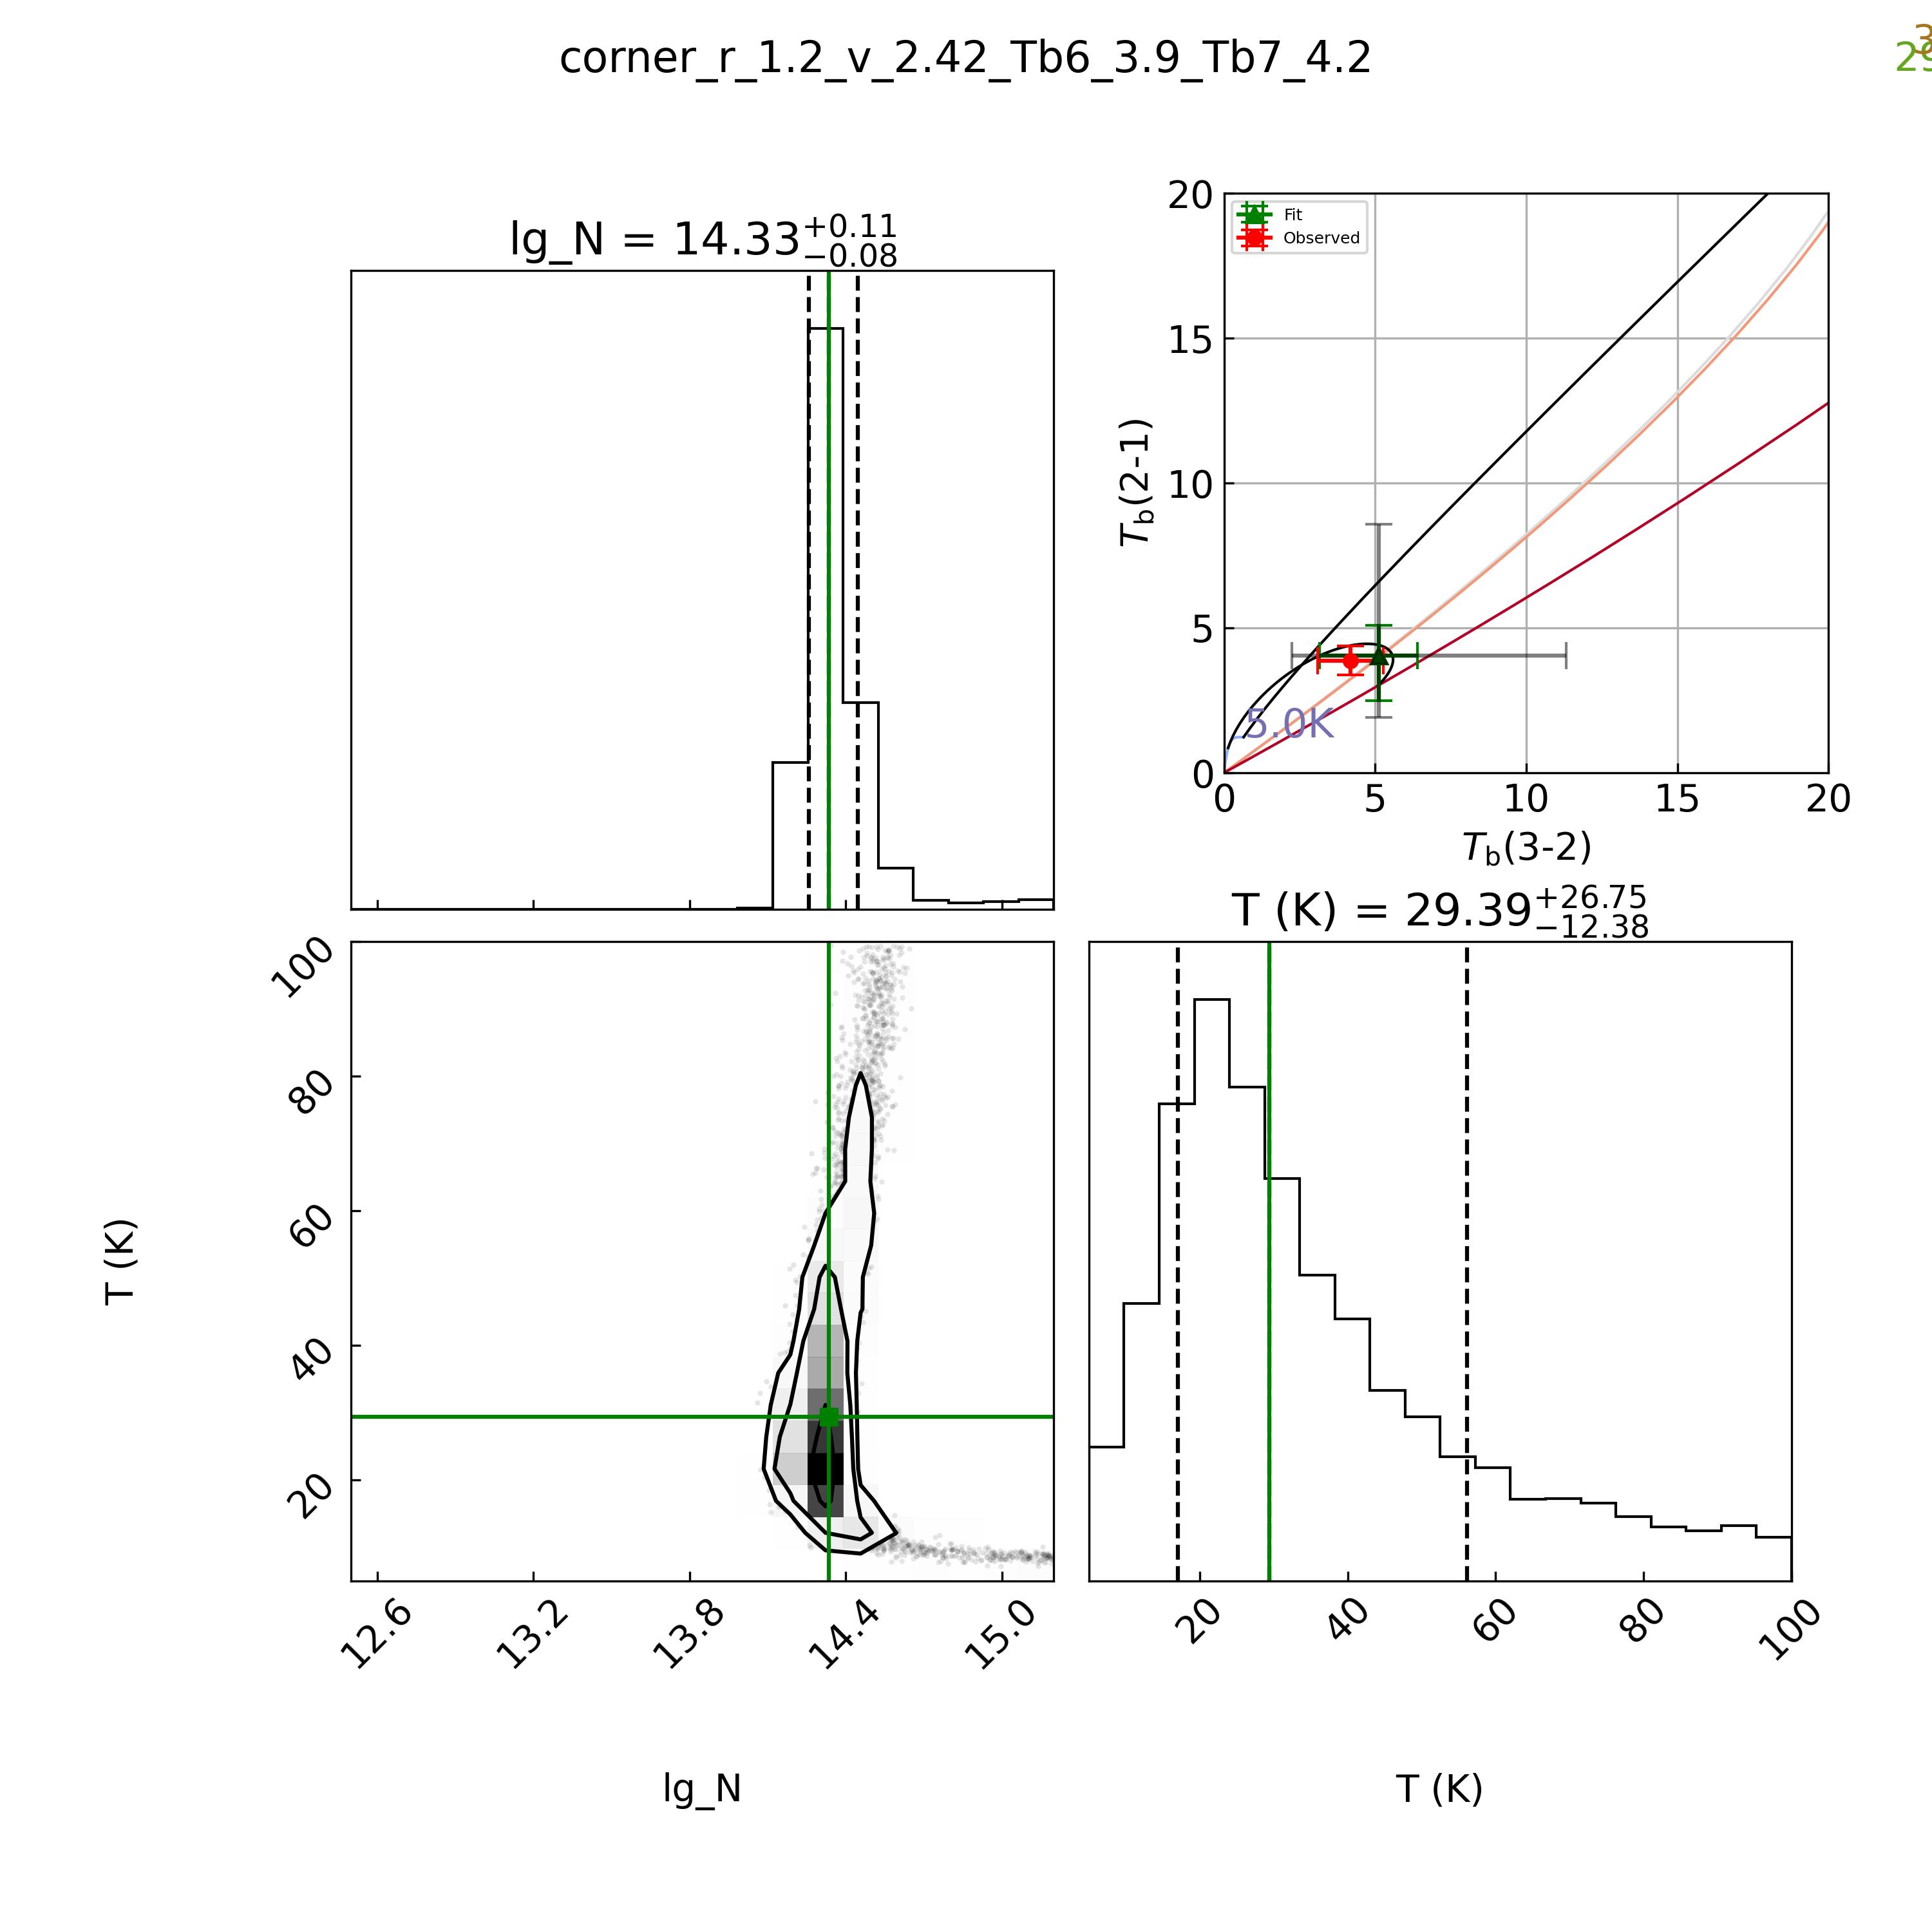 corner_r_1.2_v_2.42_Tb6_3.9_Tb7_4.2
3
29
lg_N = 14.33+0.11−0.08
20
15
10
5
0
Tb(2-1)
Fit
Observed
5.0K
0 5 10 15 20
Tb(3-2)
T (K) = 29.39+26.75−12.38
100
80
60
40
20
T (K)
12.6 13.2 13.8 14.4 15.0
lg_N
20 40 60 80 100
T (K)